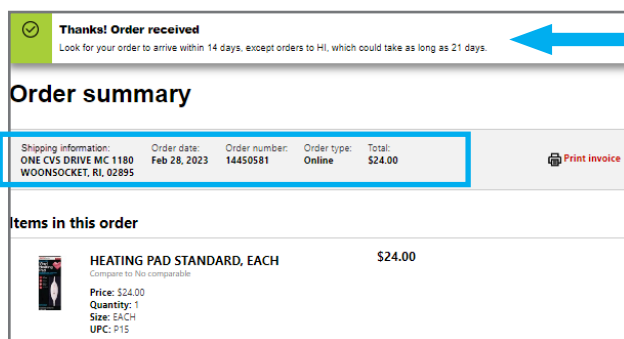 Thanks! Order received
Look for your order to arrive within 14 days, except orders to HI, which could take as long as 21 days.
Order summary
Shipping information: Order date: Order number: Order type: Total:
ONE CVS DRIVE MC 1180 Feb 28, 2023 14450581 Online $24.00
WOONSOCKET, RI, 02895
Print invoice
Items in this order
HEATING PAD STANDARD, EACH $24.00
Compare to No comparable
Price: $24.00
Quantity: 1
Size: EACH
UPC: P15